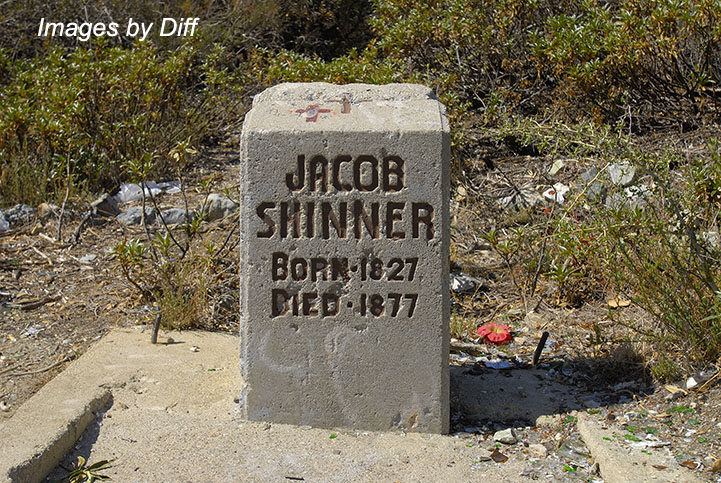 Images by Diff
JACOB
SHINNER
BORN·1827
DIED·1877